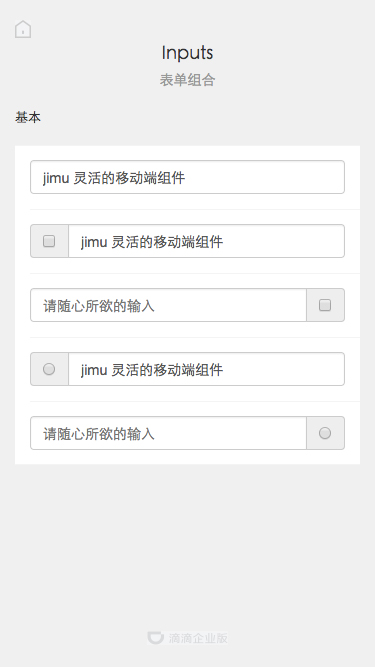 Inputs
表单组合
基本
jimu 灵活的移动端组件
jimu 灵活的移动端组件
请随心所欲的输入
jimu 灵活的移动端组件
请随心所欲的输入
滴滴企业版